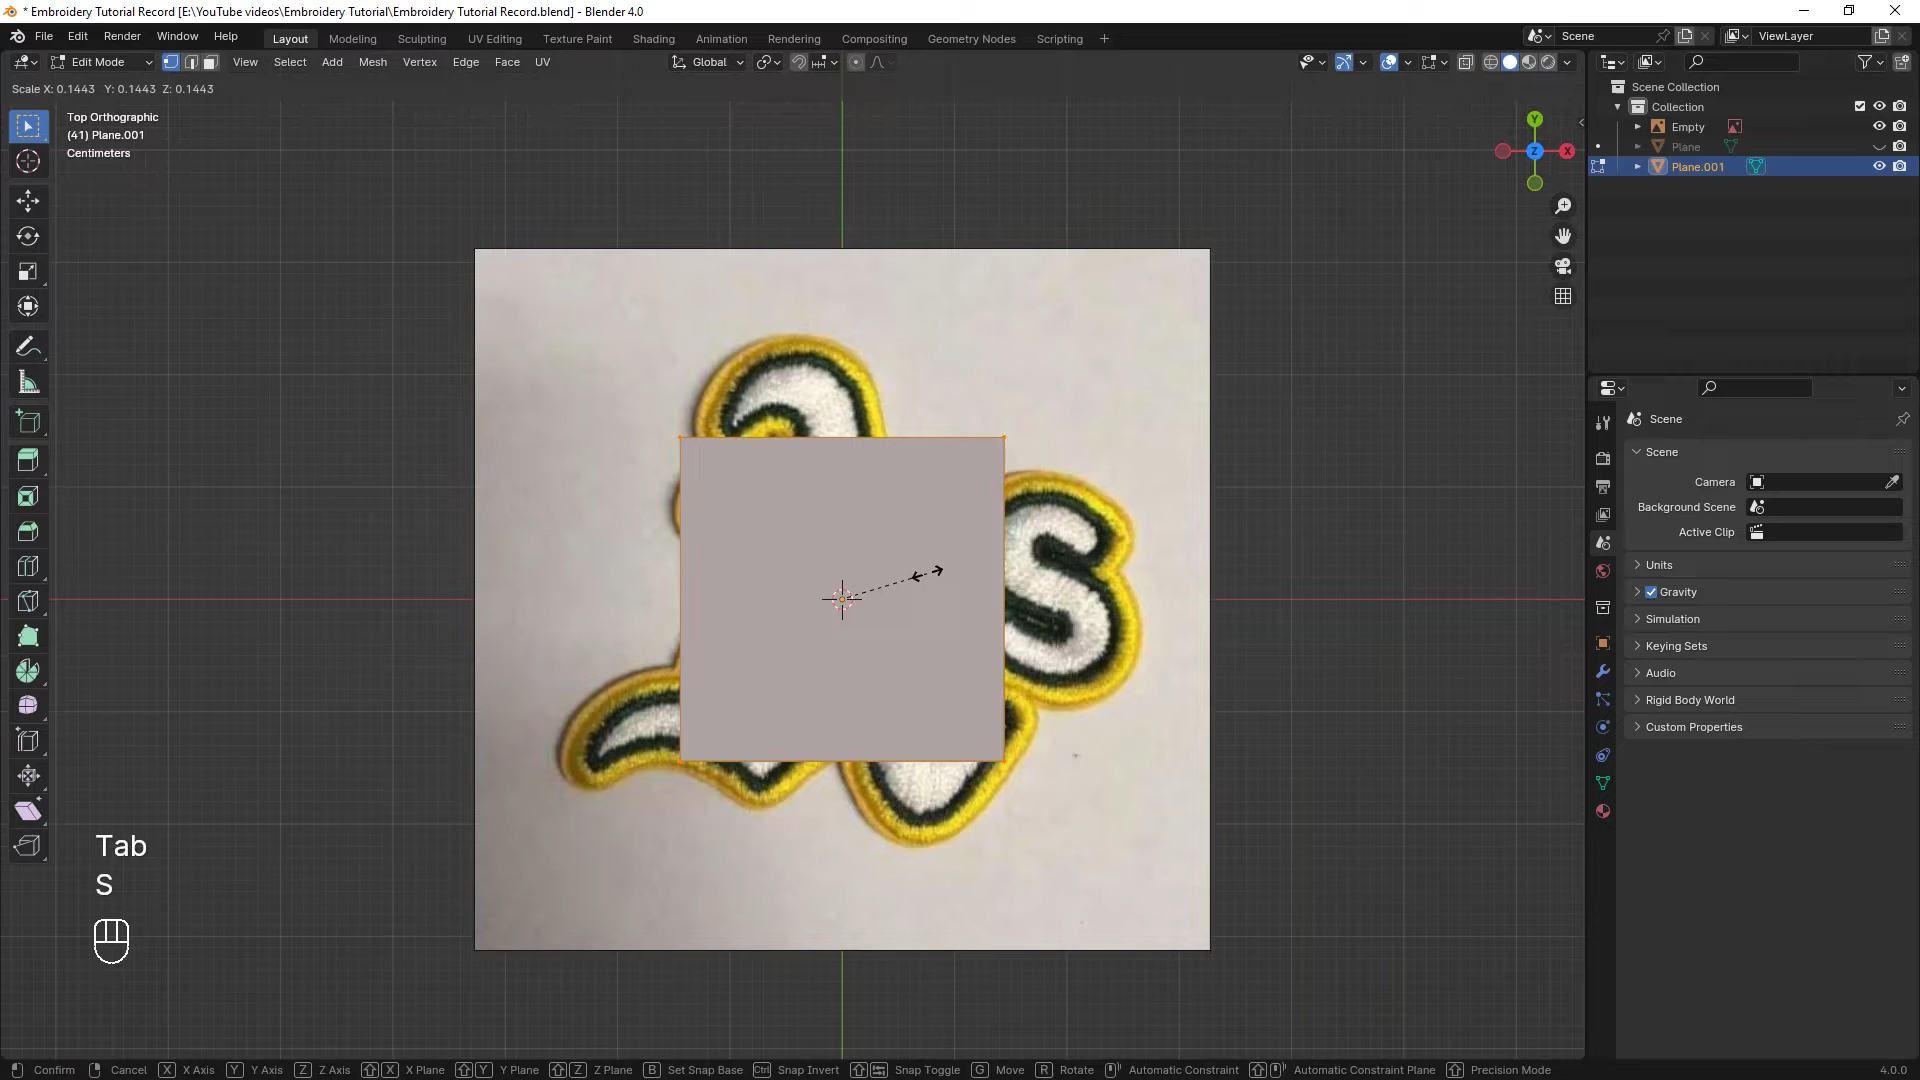 * Embroidery Tutorial Record [E:\YouTube videos\Embroidery Tutorial\Embroidery Tutorial Record.blend] - Blender 4.0
File Edit Render Window Help Layout Modeling Sculpting UV Editing Texture Paint Shading Animation Rendering Compositing Geometry Nodes Scripting + Scene ViewLayer
Edit Mode View Select Add Mesh Vertex Edge Face UV Global
Scale X: 0.1443 Y: 0.1443 Z: 0.1443
Top Orthographic
(41) Plane.001
Centimeters
Y
Z
X
Scene Collection
Collection
Empty
Plane
Plane.001
Scene
Scene
Camera
Background Scene
Active Clip
Units
Gravity
Simulation
Keying Sets
Audio
Rigid Body World
Custom Properties
S
Tab
S
Confirm Cancel X X Axis Y Y Axis Z Z Axis X X Plane Y Y Plane Z Z Plane B Set Snap Base Ctrl Snap Invert Snap Toggle G Move R Rotate Automatic Constraint Automatic Constraint Plane Precision Mode 4.0.0